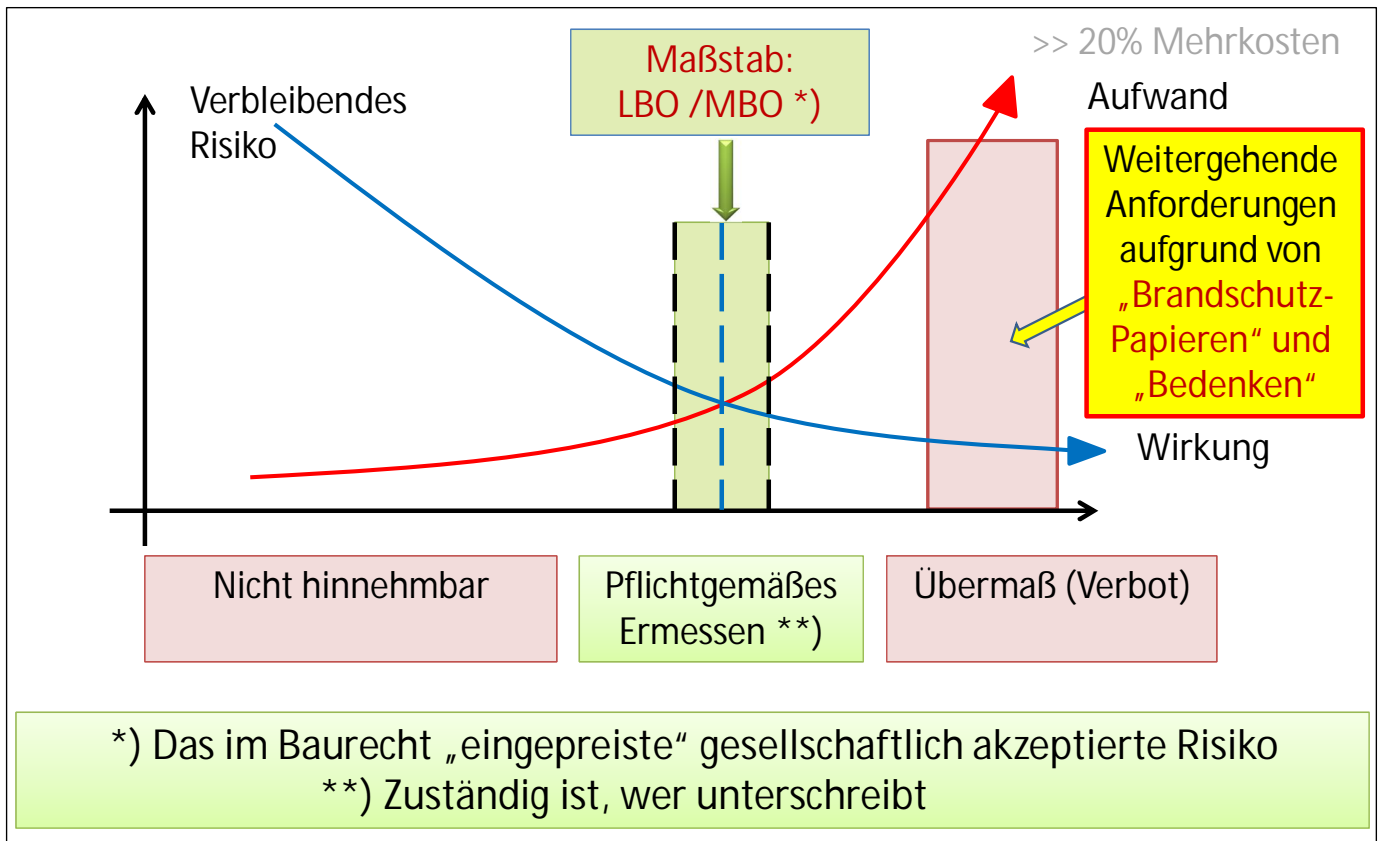 >> 20% Mehrkosten
Maßstab:
LBO /MBO *)
Verbleibendes
Risiko
Aufwand
Weitergehende
Anforderungen
aufgrund von
„Brandschutz-
Papieren“ und
„Bedenken“
Wirkung
Nicht hinnehmbar
Pflichtgemäßes
Ermessen **)
Übermaß (Verbot)
*) Das im Baurecht „eingepreiste“ gesellschaftlich akzeptierte Risiko
**) Zuständig ist, wer unterschreibt